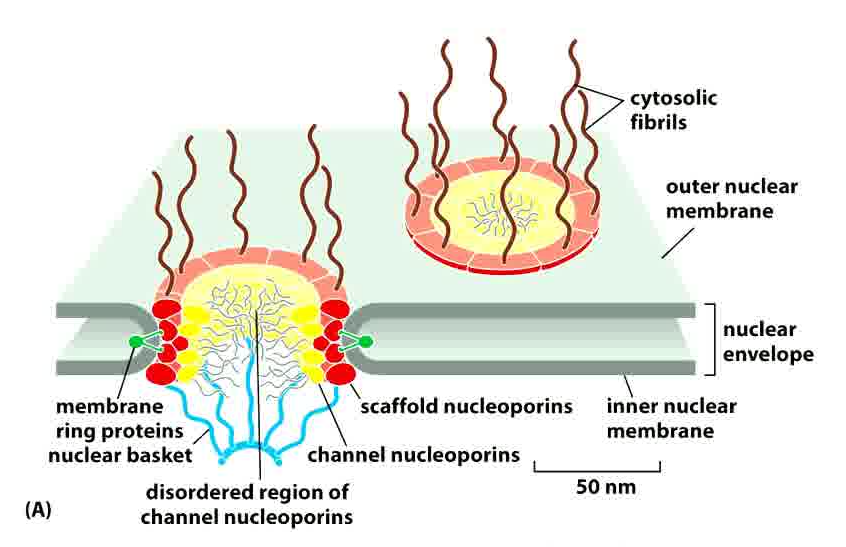 cytosolic
fibrils
outer nuclear
membrane
nuclear
envelope
membrane
ring proteins
nuclear basket
scaffold nucleoporins
inner nuclear
membrane
channel nucleoporins
disordered region of
channel nucleoporins
50 nm
(A)